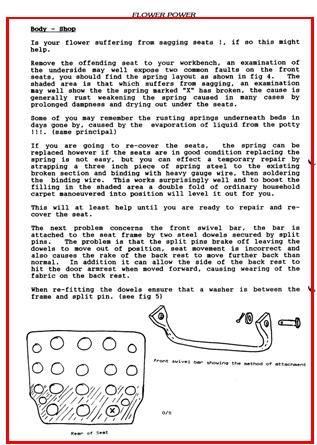 FLOWER POWER
Body - Shop
Is your flower suffering from sagging seats !, if so this might
help.
Remove the offending seat to your workbench, an examination of
the underside may well expose two common faults on the front
seats, you should find the spring layout as shown in fig 4. The
shaded area is that which suffers from sagging, an examination
may well show the the spring marked "X" has broken, the cause is
generally rust weakening the spring caused in many cases by
prolonged dampness and drying out under the seats.
Some of you may remember the rusting springs underneath beds in
days gone by, caused by the evaporation of liquid from the potty
!!!. (same principal)
If you are going to re-cover the seats, the spring can be
replaced however if the seats are in good condition replacing the
spring is not easy, but you can effect a temporary repair by
strapping a three inch piece of spring steel to the existing
broken section and binding with heavy gauge wire, then soldering
the binding wire. This works surprisingly well and to boost the
filling in the shaded area a double fold of ordinary household
carpet manoeuvered into position will level it out for you.
This will at least help until you are ready to repair and re-
cover the seat.
The next problem concerns the front swivel bar, the bar is
attached to the seat frame by two steel dowels secured by split
pins. The problem is that the split pins brake off leaving the
dowels to move out of position, seat movement is incorrect and
also causes the rake of the back rest to move further back than
normal. In addition it can allow the side of the back rest to
hit the door armrest when moved forward, causing wearing of the
fabric on the back rest.
When re-fitting the dowels ensure that a washer is between the
frame and split pin. (see fig 5)
Front swivel bar showing the method of attachment
X
0/5
Rear of Seat